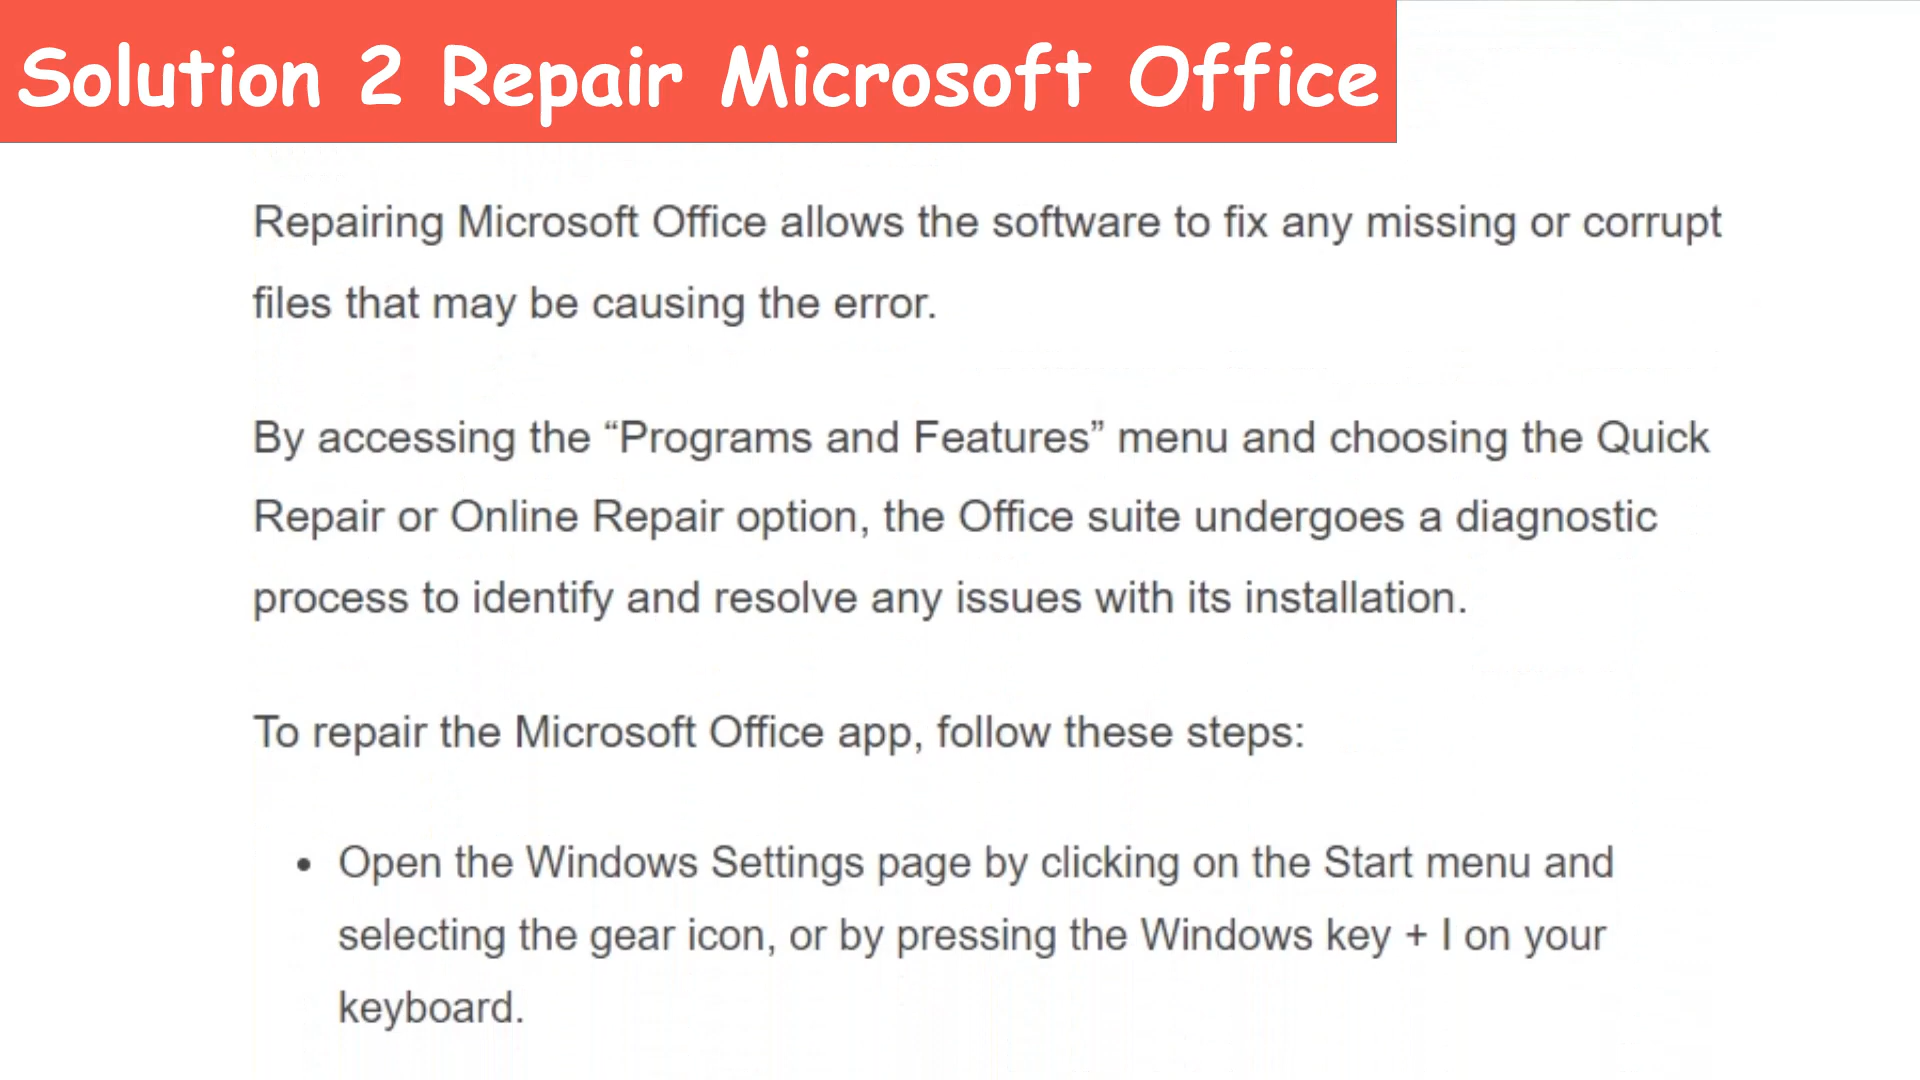 Solution 2 Repair Microsoft Office
Repairing Microsoft Office allows the software to fix any missing or corrupt
files that may be causing the error.
By accessing the “Programs and Features” menu and choosing the Quick
Repair or Online Repair option, the Office suite undergoes a diagnostic
process to identify and resolve any issues with its installation.
To repair the Microsoft Office app, follow these steps:
• Open the Windows Settings page by clicking on the Start menu and
selecting the gear icon, or by pressing the Windows key + I on your
keyboard.